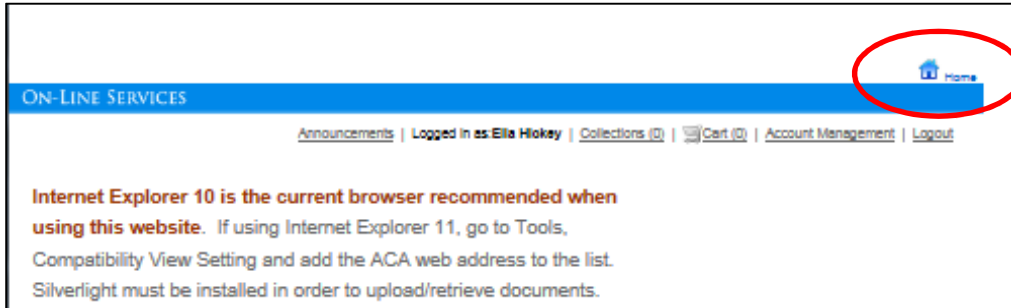 Home
ON-LINE SERVICES
Announcements | Logged in as:Ella Hickey | Collections (0) | Cart (0) | Account Management | Logout
Internet Explorer 10 is the current browser recommended when
using this website. If using Internet Explorer 11, go to Tools,
Compatibility View Setting and add the ACA web address to the list.
Silverlight must be installed in order to upload/retrieve documents.